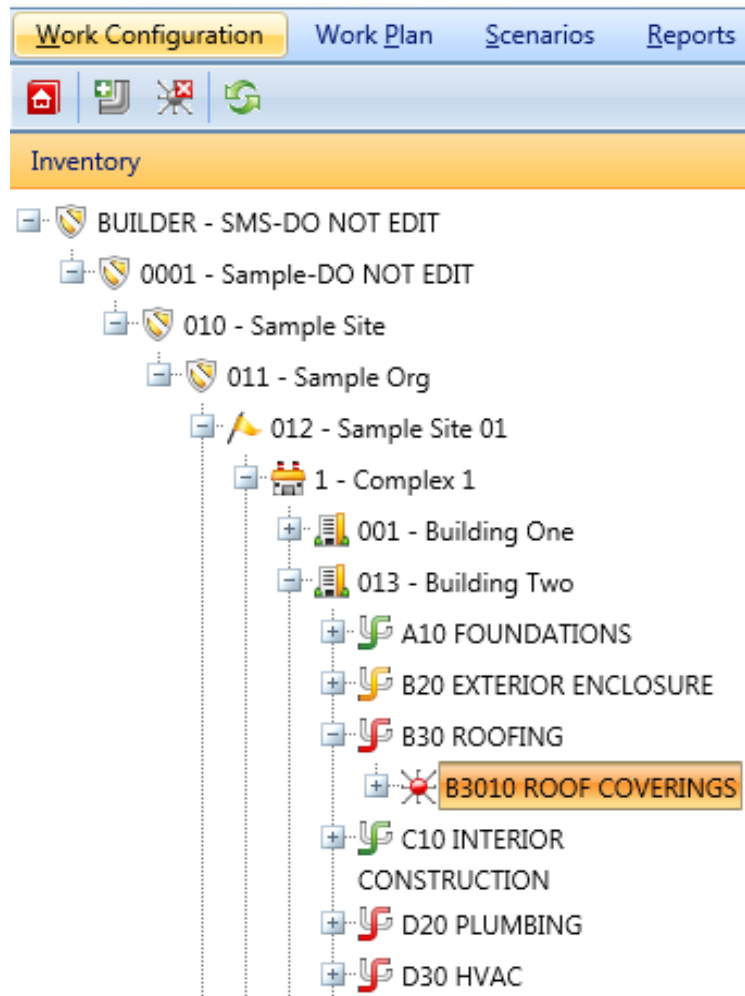 Work Configuration Work Plan Scenarios Reports
Inventory
BUILDER - SMS-DO NOT EDIT
0001 - Sample-DO NOT EDIT
010 - Sample Site
011 - Sample Org
012 - Sample Site 01
1 - Complex 1
001 - Building One
013 - Building Two
A10 FOUNDATIONS
B20 EXTERIOR ENCLOSURE
B30 ROOFING
B3010 ROOF COVERINGS
C10 INTERIOR
CONSTRUCTION
D20 PLUMBING
D30 HVAC